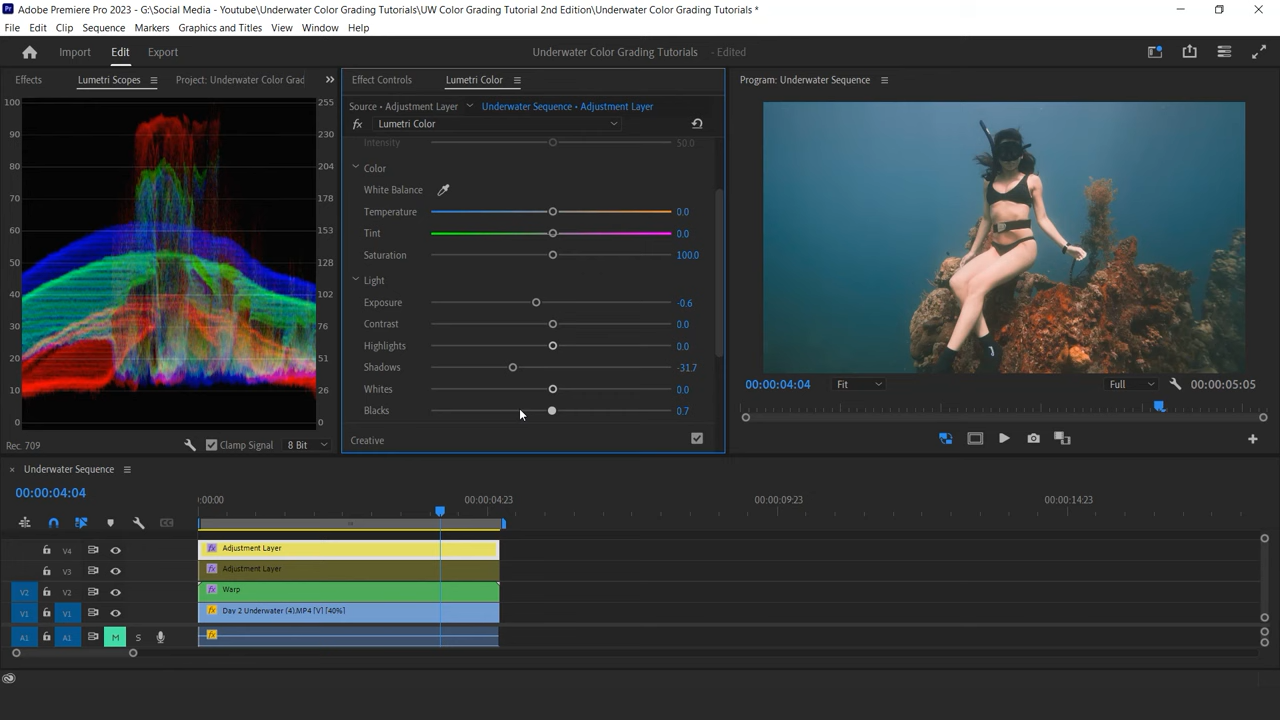 Adobe Premiere Pro 2023 - G:\Social Media - Youtube\Underwater Color Grading Tutorials\UW Color Grading Tutorial 2nd Edition\Underwater Color Grading Tutorials *
File Edit Clip Sequence Markers Graphics and Titles View Window Help
Import Edit Export
Underwater Color Grading Tutorials - Edited
Effects Lumetri Scopes Project: Underwater Color Grad
Effect Controls Lumetri Color
Program: Underwater Sequence
Source • Adjustment Layer Underwater Sequence • Adjustment Layer
fx Lumetri Color
Intensity 50.0
Color
White Balance
Temperature 0.0
Tint 0.0
Saturation 100.0
Light
Exposure -0.6
Contrast 0.0
Highlights 0.0
Shadows -31.7
Whites 0.0
Blacks 0.7
Creative
100
90
80
70
60
50
40
30
20
10
0
255
230
204
178
153
128
102
76
51
26
0
Rec. 709 Clamp Signal 8 Bit
00:00:04:04 Fit Full 00:00:05:05
Underwater Sequence
00:00:04:04
:00:00 00:00:04:23 00:00:09:23 00:00:14:23
V4 fx Adjustment Layer
V3 fx Adjustment Layer
V2 V2 fx Warp
V1 V1 fx Day 2 Underwater (4).MP4 [V] [40%]
A1 A1 M S fx